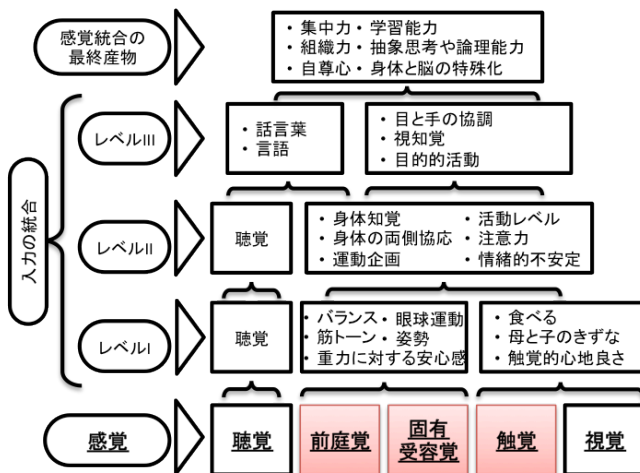 感覚統合の
最終産物
・集中力・学習能力
・組織力・抽象思考や論理能力
・自尊心・身体と脳の特殊化
入力の統合
レベルIII
・話言葉
・言語
・目と手の協調
・視知覚
・目的的活動
レベルII
聴覚
・身体知覚
・身体の両側協応
・運動企画
・活動レベル
・注意力
・情緒的不安定
レベルI
聴覚
・バランス・眼球運動
・筋トーン・姿勢
・重力に対する安心感
・食べる
・母と子のきずな
・触覚的心地良さ
感覚
聴覚
前庭覚
固有
受容覚
触覚
視覚